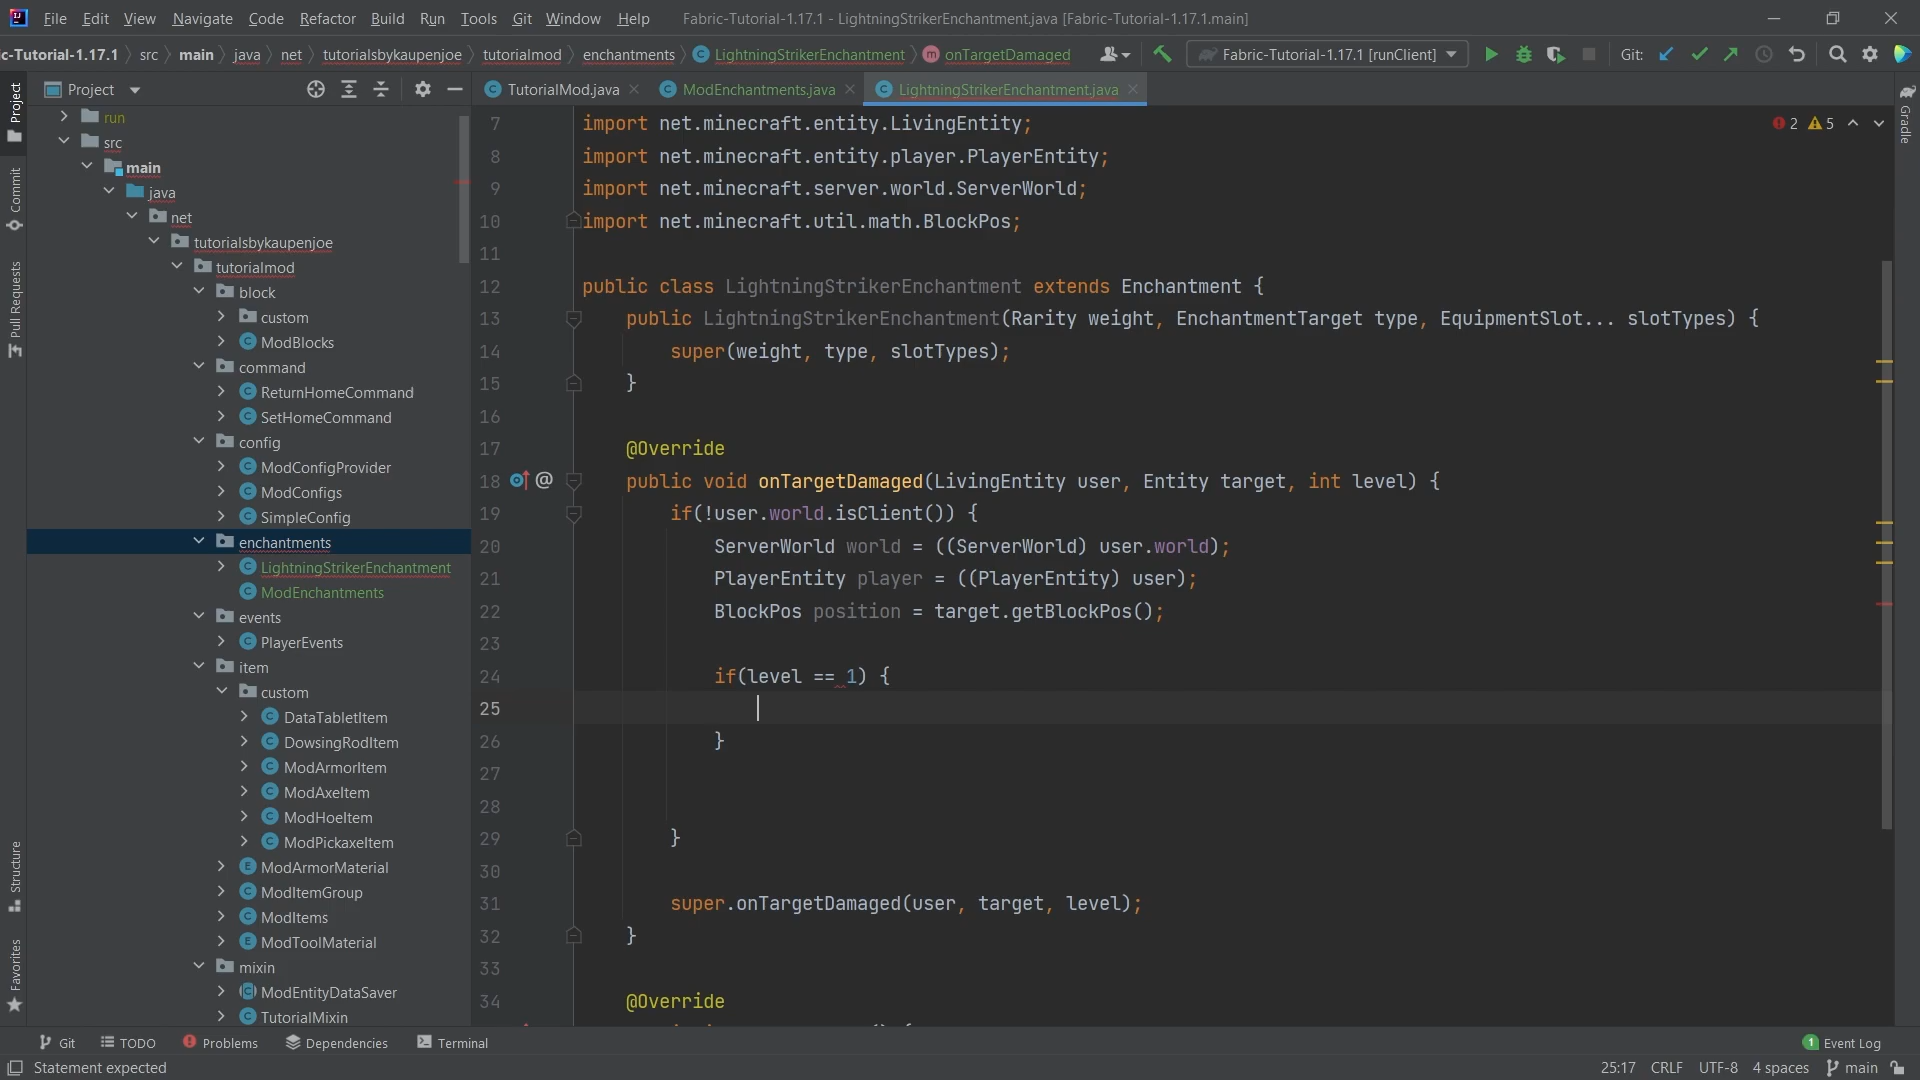 File Edit View Navigate Code Refactor Build Run Tools Git Window Help Fabric-Tutorial-1.17.1 - LightningStrikerEnchantment.java [Fabric-Tutorial-1.17.1.main]
c-Tutorial-1.17.1 src main java net tutorialsbykaupenjoe tutorialmod enchantments LightningStrikerEnchantment onTargetDamaged Fabric-Tutorial-1.17.1 [runClient] Git:
Project
TutorialMod.java ModEnchantments.java LightningStrikerEnchantment.java
Project
Commit
Pull Requests
Structure
Favorites
Gradle
run
src
main
java
net
tutorialsbykaupenjoe
tutorialmod
block
custom
ModBlocks
command
ReturnHomeCommand
SetHomeCommand
config
ModConfigProvider
ModConfigs
SimpleConfig
enchantments
LightningStrikerEnchantment
ModEnchantments
events
PlayerEvents
item
custom
DataTabletItem
DowsingRodItem
ModArmorItem
ModAxeItem
ModHoeItem
ModPickaxeItem
ModArmorMaterial
ModItemGroup
ModItems
ModToolMaterial
mixin
ModEntityDataSaver
TutorialMixin
2 5
7 import net.minecraft.entity.LivingEntity;
8 import net.minecraft.entity.player.PlayerEntity;
9 import net.minecraft.server.world.ServerWorld;
10 import net.minecraft.util.math.BlockPos;
11
12 public class LightningStrikerEnchantment extends Enchantment {
13 public LightningStrikerEnchantment(Rarity weight, EnchantmentTarget type, EquipmentSlot... slotTypes) {
14 super(weight, type, slotTypes);
15 }
16
17 @Override
18 @ public void onTargetDamaged(LivingEntity user, Entity target, int level) {
19 if(!user.world.isClient()) {
20 ServerWorld world = ((ServerWorld) user.world);
21 PlayerEntity player = ((PlayerEntity) user);
22 BlockPos position = target.getBlockPos();
23
24 if(level == 1) {
25
26 }
27
28
29 }
30
31 super.onTargetDamaged(user, target, level);
32 }
33
34 @Override
Git TODO Problems Dependencies Terminal 1 Event Log
Statement expected 25:17 CRLF UTF-8 4 spaces main